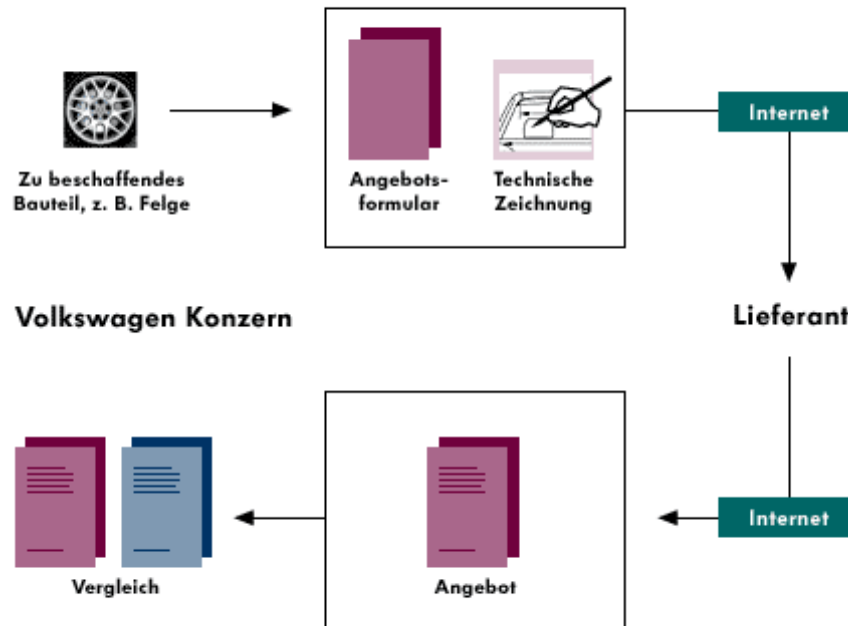 Internet
Zu beschaffendes
Bauteil, z. B. Felge
Angebots-
formular
Technische
Zeichnung
Volkswagen Konzern
Lieferant
Internet
Vergleich
Angebot